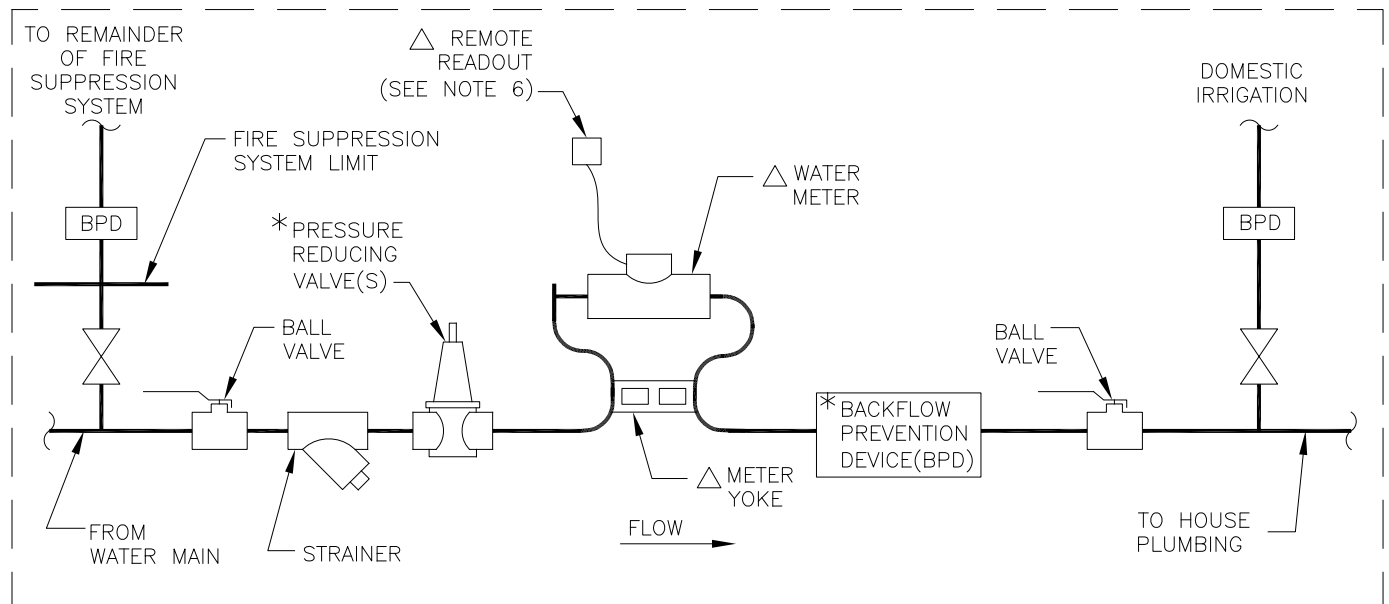 TO REMAINDER
OF FIRE
SUPPRESSION
SYSTEM
FIRE SUPPRESSION
SYSTEM LIMIT
BPD
* PRESSURE
REDUCING
VALVE(S)
BALL
VALVE
△ REMOTE
READOUT
(SEE NOTE 6)
△ WATER
METER
DOMESTIC
IRRIGATION
BPD
BALL
VALVE
* BACKFLOW
PREVENTION
DEVICE(BPD)
△ METER
YOKE
FROM
WATER MAIN
STRAINER
FLOW
TO HOUSE
PLUMBING